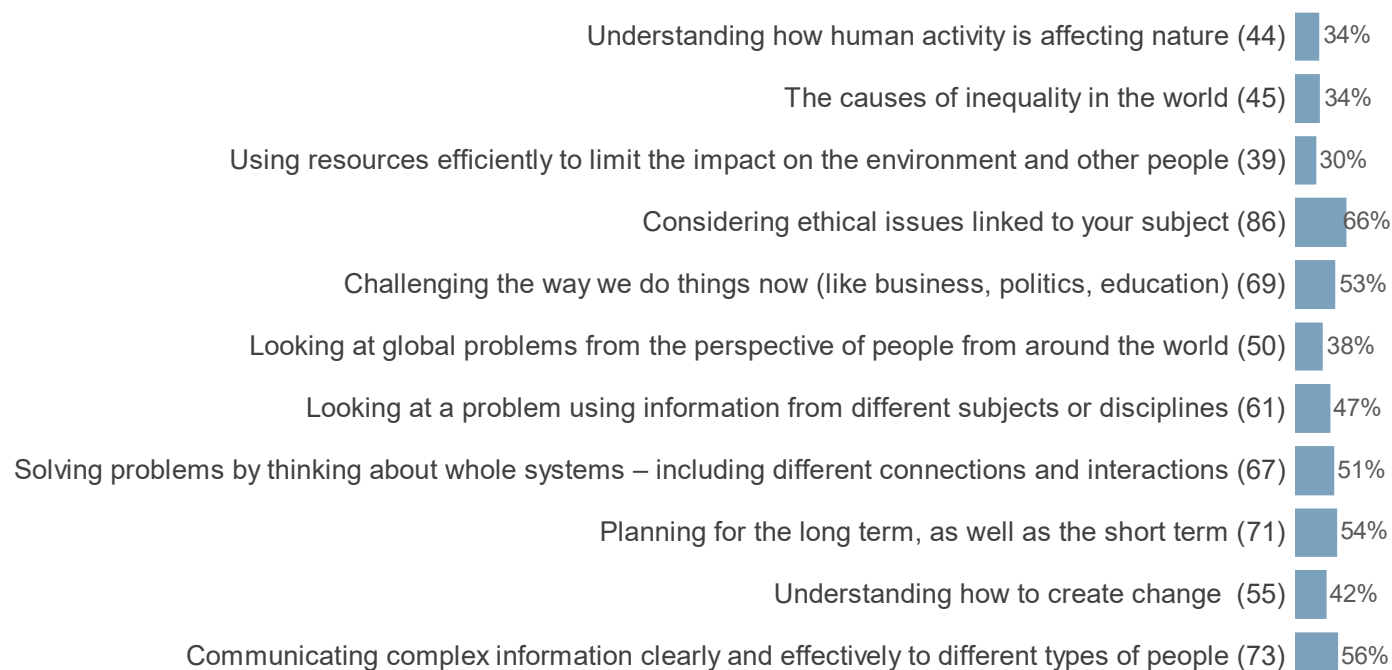 Understanding how human activity is affecting nature (44) 34%
The causes of inequality in the world (45) 34%
Using resources efficiently to limit the impact on the environment and other people (39) 30%
Considering ethical issues linked to your subject (86) 66%
Challenging the way we do things now (like business, politics, education) (69) 53%
Looking at global problems from the perspective of people from around the world (50) 38%
Looking at a problem using information from different subjects or disciplines (61) 47%
Solving problems by thinking about whole systems – including different connections and interactions (67) 51%
Planning for the long term, as well as the short term (71) 54%
Understanding how to create change (55) 42%
Communicating complex information clearly and effectively to different types of people (73) 56%